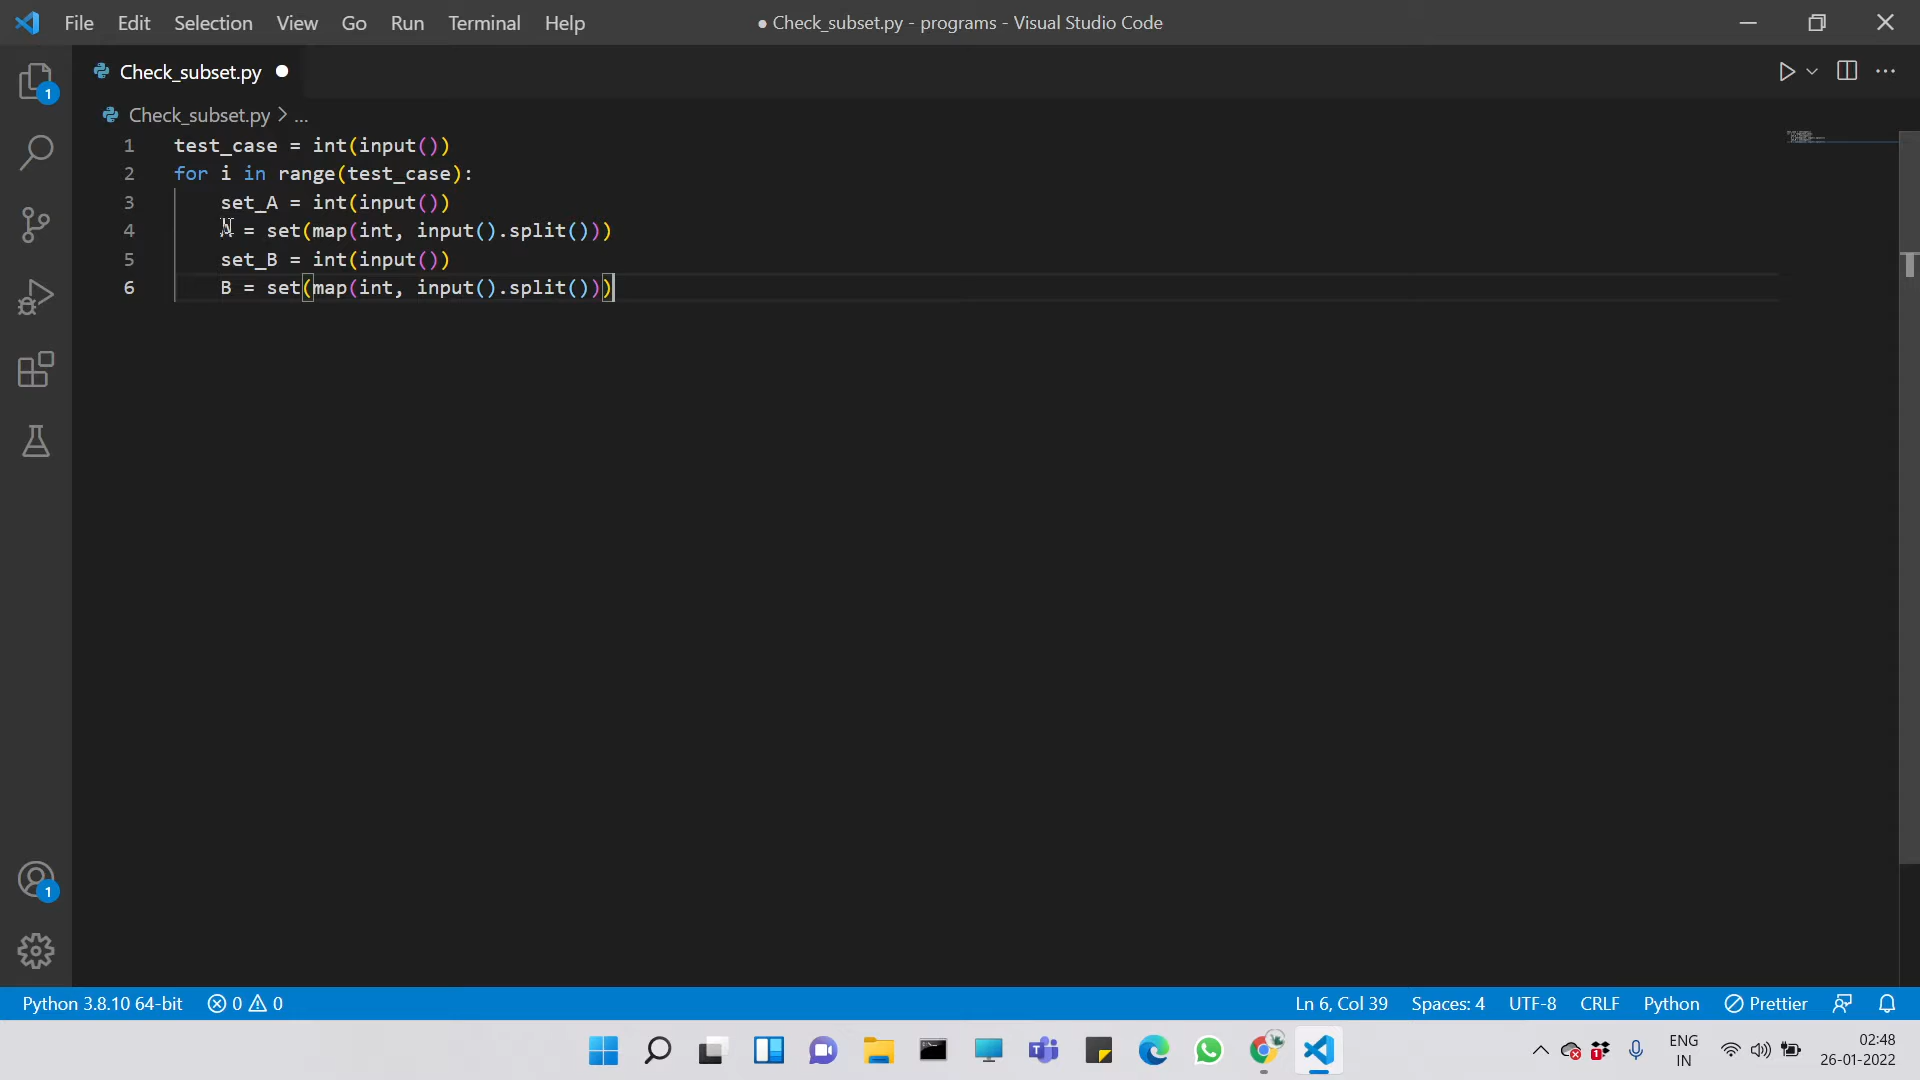 File Edit Selection View Go Run Terminal Help ● Check_subset.py - programs - Visual Studio Code
Check_subset.py ●
Check_subset.py > ...
1 test_case = int(input())
2 for i in range(test_case):
3 set_A = int(input())
4 = set(map(int, input().split()))
5 set_B = int(input())
6 B = set(map(int, input().split()))
1
1
Python 3.8.10 64-bit 0 0 Ln 6, Col 39 Spaces: 4 UTF-8 CRLF Python Prettier
ENG 02:48
1
IN 26-01-2022